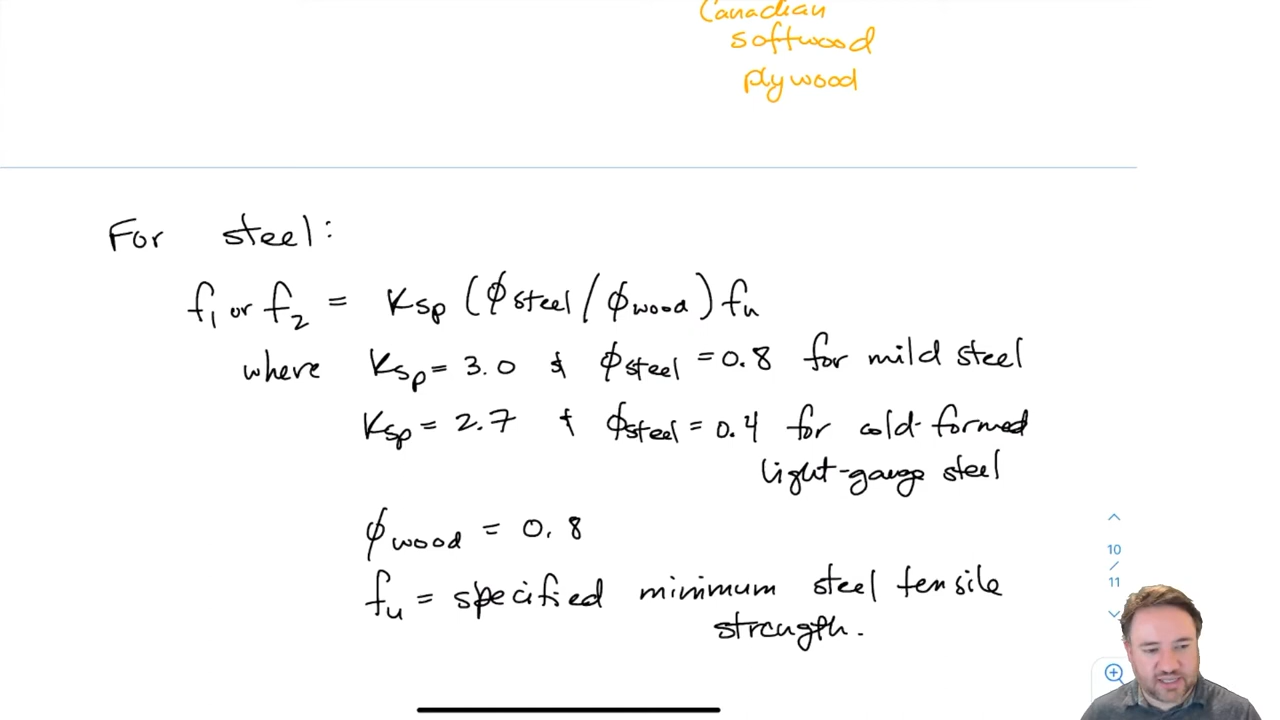 Canadian
softwood
plywood
For steel:
f₁ or f₂ = Ksp (ϕsteel / ϕwood) fu
where Ksp = 3.0 & ϕsteel = 0.8 for mild steel
Ksp = 2.7 & ϕsteel = 0.4 for cold-formed
light-gauge steel
ϕwood = 0.8
fu = specified minimum steel tensile
strength.
10
/
11